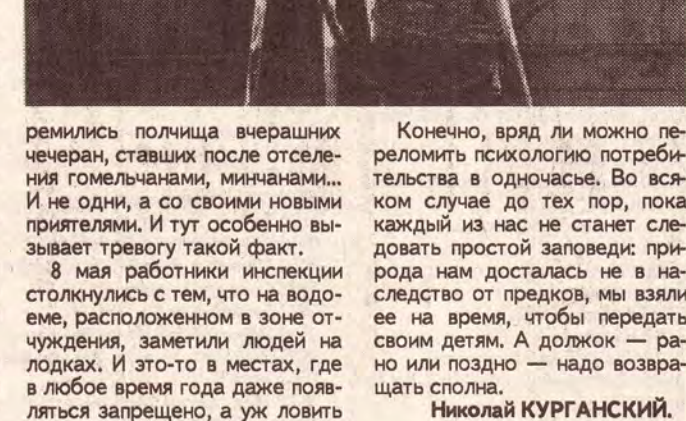 ремились полчища вчерашних
чечеран, ставших после отселе-
ния гомельчанами, минчанами...
И не одни, а со своими новыми
приятелями. И тут особенно вы-
зывает тревогу такой факт.
8 мая работники инспекции
столкнулись с тем, что на водо-
еме, расположенном в зоне от-
чуждения, заметили людей на
лодках. И это-то в местах, где
в любое время года даже появ-
ляться запрещено, а уж ловить
Конечно, вряд ли можно пе-
реломить психологию потреби-
тельства в одночасье. Во вся-
ком случае до тех пор, пока
каждый из нас не станет сле-
довать простой заповеди: при-
рода нам досталась не в на-
следство от предков, мы взяли
ее на время, чтобы передать
своим детям. А должок — ра-
но или поздно — надо возвра-
щать сполна.
Николай КУРГАНСКИЙ.